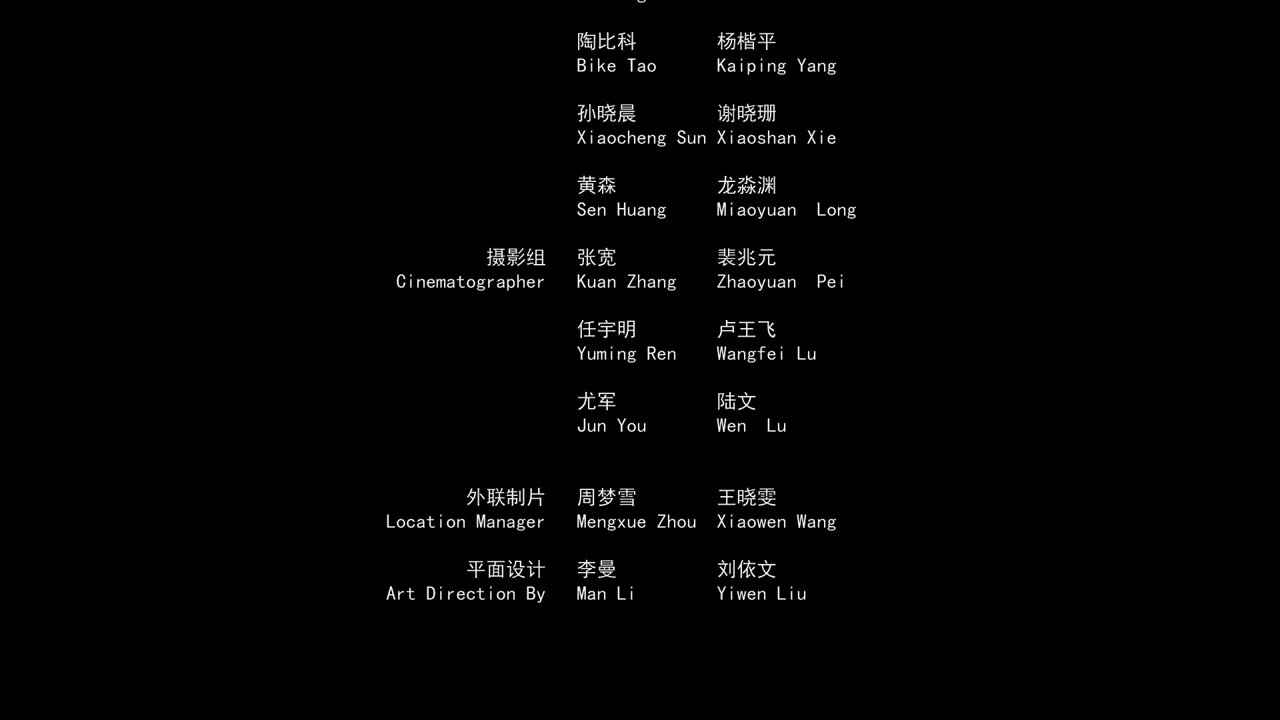 陶比科 杨楷平
Bike Tao Kaiping Yang
孙晓晨 谢晓珊
Xiaocheng Sun Xiaoshan Xie
黄森 龙淼渊
Sen Huang Miaoyuan Long
摄影组 张宽 裴兆元
Cinematographer Kuan Zhang Zhaoyuan Pei
任宇明 卢王飞
Yuming Ren Wangfei Lu
尤军 陆文
Jun You Wen Lu
外联制片 周梦雪 王晓雯
Location Manager Mengxue Zhou Xiaowen Wang
平面设计 李曼 刘依文
Art Direction By Man Li Yiwen Liu